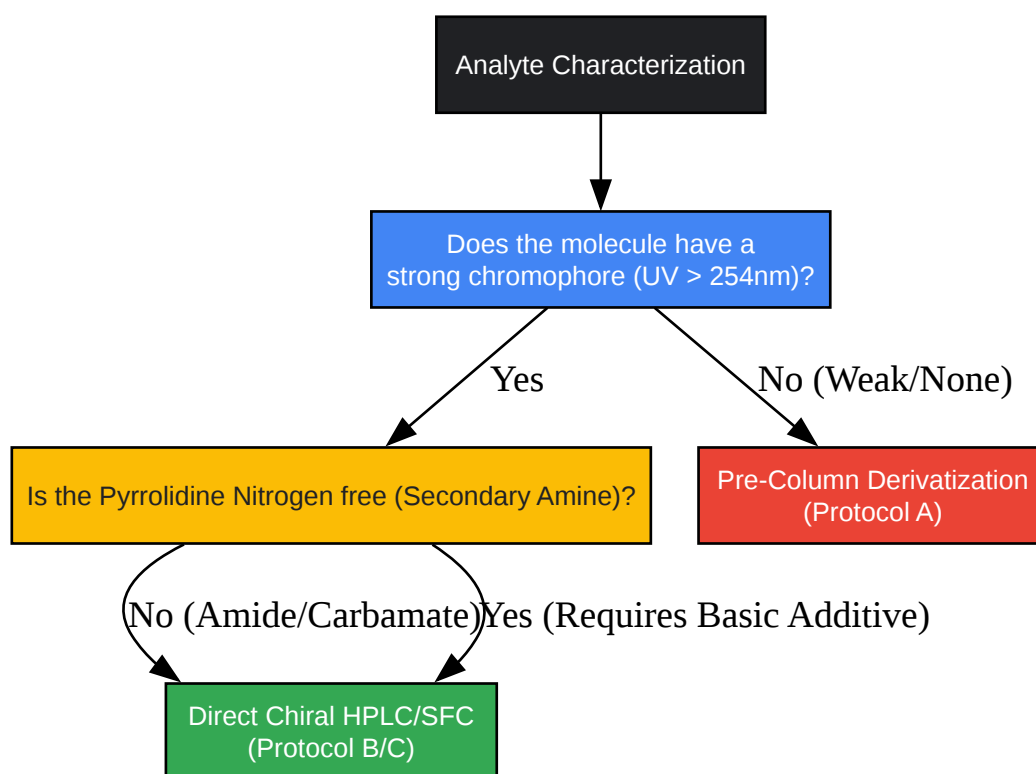 Analyte Characterization
Does the molecule have a
strong chromophore (UV > 254nm)?
Yes
No (Weak/None)
Is the Pyrrolidine Nitrogen free (Secondary Amine)?
Pre-Column Derivatization
(Protocol A)
No (Amide/Carbamate)
Yes (Requires Basic Additive)
Direct Chiral HPLC/SFC
(Protocol B/C)